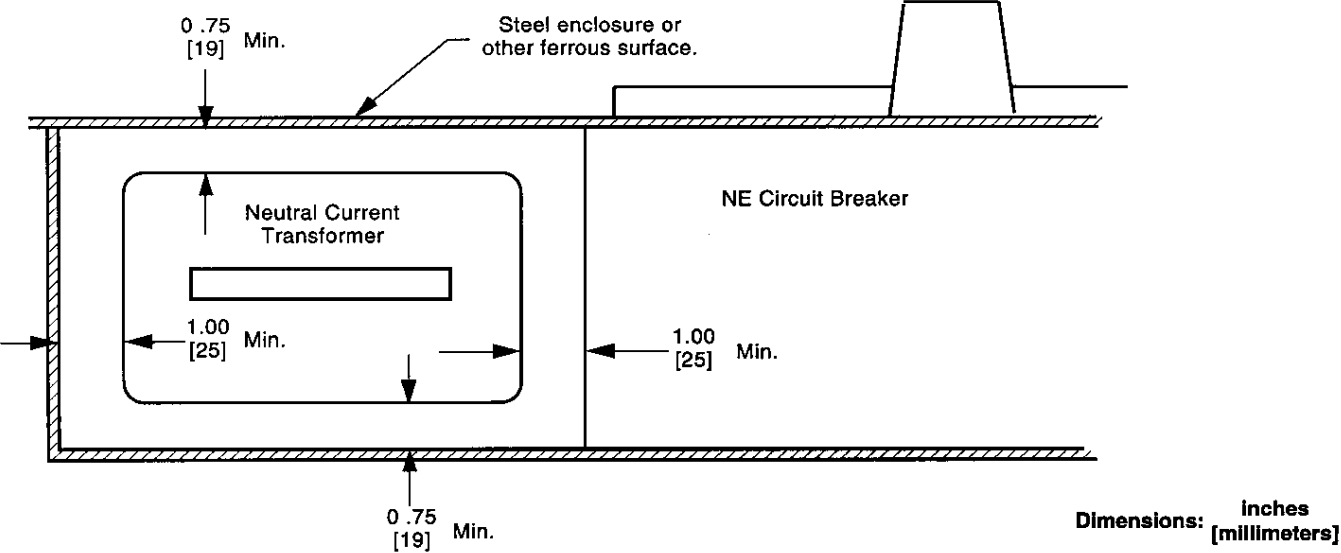 0 .75
[19] Min.
Steel enclosure or
other ferrous surface.
Neutral Current
Transformer
NE Circuit Breaker
1.00
[25] Min.
1.00
[25] Min.
0 .75
[19] Min.
Dimensions: inches
[millimeters]